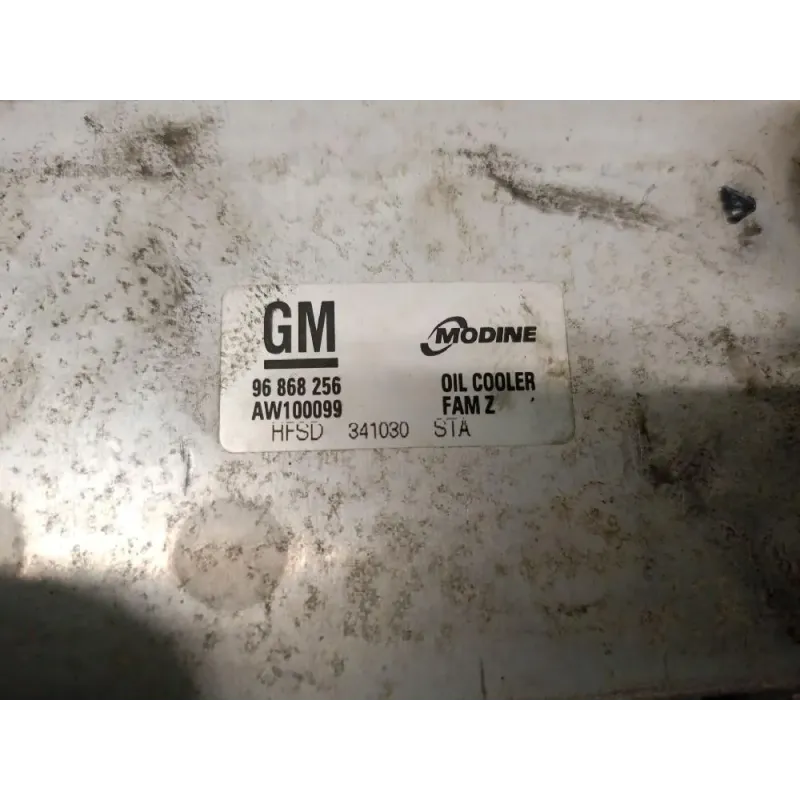 GM MODINE
96 868 256 OIL COOLER
AW100099 FAM Z
HFSD 341030 STA